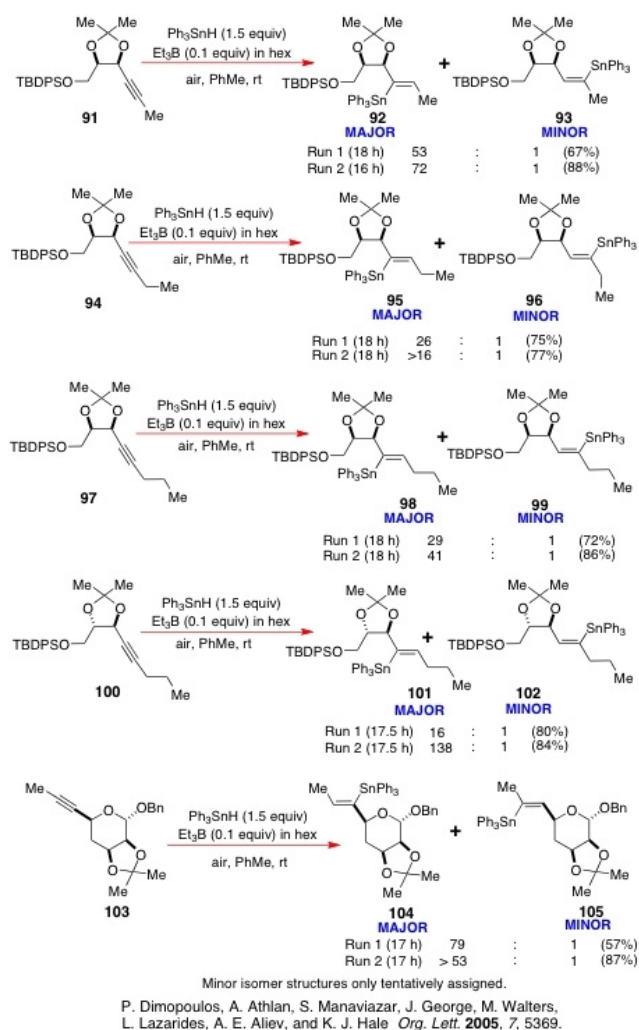 Me Me
O O
TBDPSO
Me
91
Ph3SnH (1.5 equiv)
Et3B (0.1 equiv) in hex
air, PhMe, rt
Me Me
O O
TBDPSO
Ph3Sn
Me
92
MAJOR
+
Me Me
O O
SnPh3
TBDPSO
Me
93
MINOR
Run 1 (18 h) 53 : 1 (67%)
Run 2 (16 h) 72 : 1 (88%)
Me Me
O O
TBDPSO
Me
94
Ph3SnH (1.5 equiv)
Et3B (0.1 equiv) in hex
air, PhMe, rt
Me Me
O O
TBDPSO
Ph3Sn
Me
95
MAJOR
+
Me Me
O O
SnPh3
TBDPSO
Me
96
MINOR
Run 1 (18 h) 26 : 1 (75%)
Run 2 (18 h) >16 : 1 (77%)
Me Me
O O
TBDPSO
Me
97
Ph3SnH (1.5 equiv)
Et3B (0.1 equiv) in hex
air, PhMe, rt
Me Me
O O
TBDPSO
Ph3Sn
Me
98
MAJOR
+
Me Me
O O
SnPh3
TBDPSO
Me
99
MINOR
Run 1 (18 h) 29 : 1 (72%)
Run 2 (18 h) 41 : 1 (86%)
Me Me
O O
TBDPSO
Me
100
Ph3SnH (1.5 equiv)
Et3B (0.1 equiv) in hex
air, PhMe, rt
Me Me
O O
TBDPSO
Ph3Sn
Me
101
MAJOR
+
Me Me
O O
SnPh3
TBDPSO
Me
102
MINOR
Run 1 (17.5 h) 16 : 1 (80%)
Run 2 (17.5 h) 138 : 1 (84%)
Me
O OBn
O
O
Me
Me
103
Ph3SnH (1.5 equiv)
Et3B (0.1 equiv) in hex
air, PhMe, rt
SnPh3
Me
O OBn
O
O
Me
Me
104
MAJOR
+
Me
Ph3Sn
O OBn
O
O
Me
Me
105
MINOR
Run 1 (17 h) 79 : 1 (57%)
Run 2 (17 h) > 53 : 1 (87%)
Minor isomer structures only tentatively assigned.
P. Dimopoulos, A. Athlan, S. Manaviazar, J. George, M. Walters,
L. Lazarides, A. E. Aliev, and K. J. Hale Org. Lett. 2005, 7, 5369.